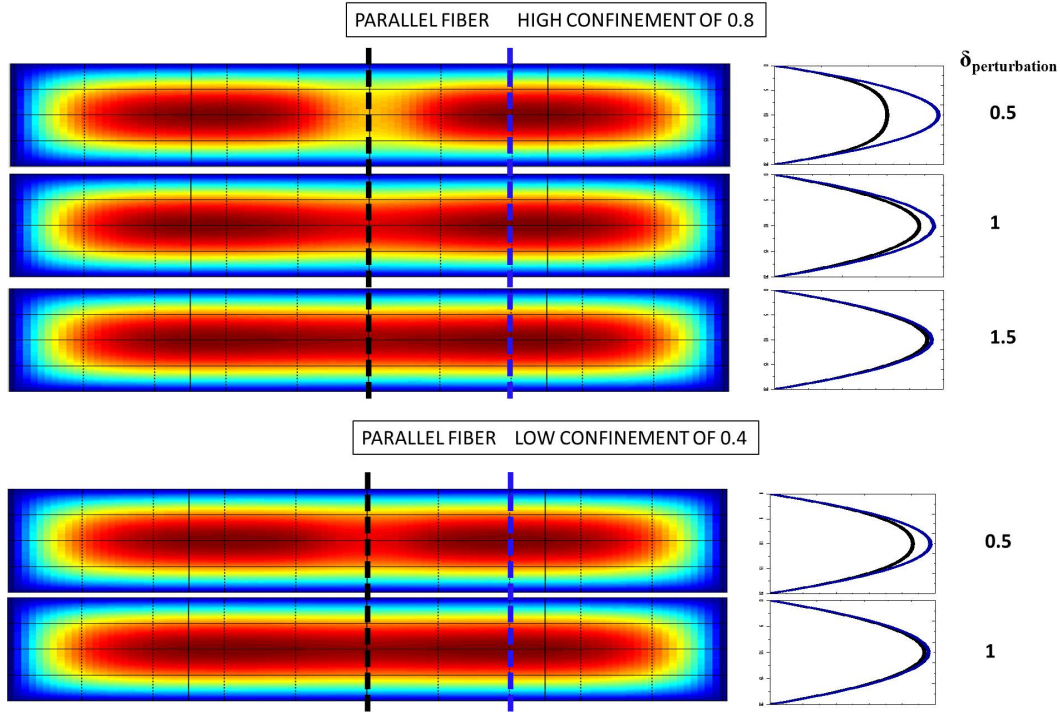 PARALLEL FIBER HIGH CONFINEMENT OF 0.8
δperturbation
0.5
1
1.5
PARALLEL FIBER LOW CONFINEMENT OF 0.4
0.5
1